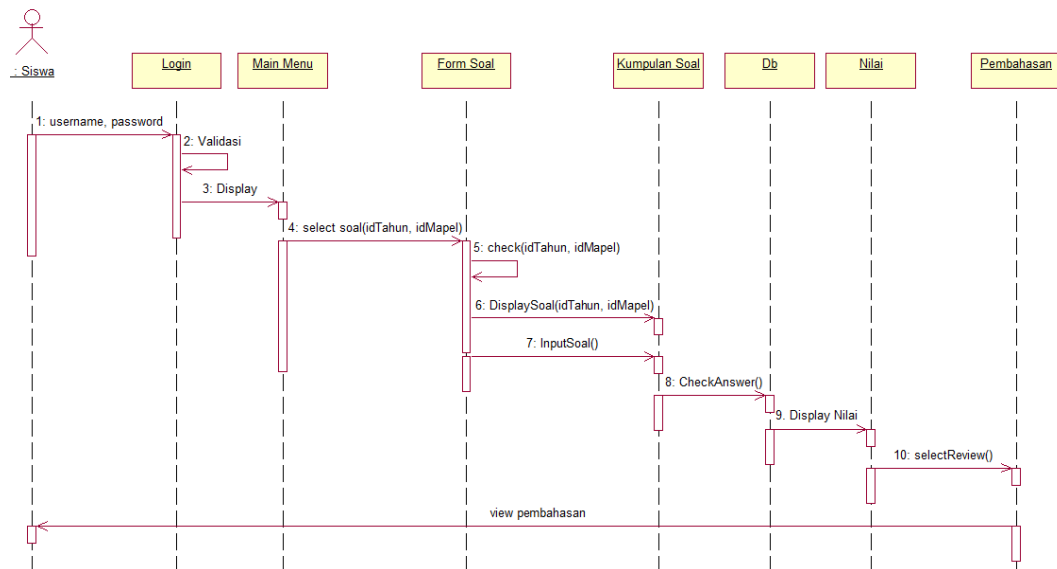 : Siswa
Login
Main Menu
Form Soal
Kumpulan Soal
Db
Nilai
Pembahasan
1: username, password
2: Validasi
3: Display
4: select soal(idTahun, idMapel)
5: check(idTahun, idMapel)
6: DisplaySoal(idTahun, idMapel)
7: InputSoal()
8: CheckAnswer()
9. Display Nilai
10: selectReview()
view pembahasan